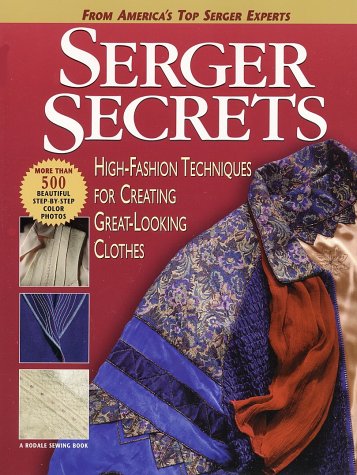 FROM AMERICA'S TOP SERGER EXPERTS
SERGER
SECRETS
MORE THAN
500
BEAUTIFUL
STEP-BY-STEP
COLOR
PHOTOS
HIGH-FASHION TECHNIQUES
FOR CREATING
GREAT-LOOKING
CLOTHES
A RODALE SEWING BOOK